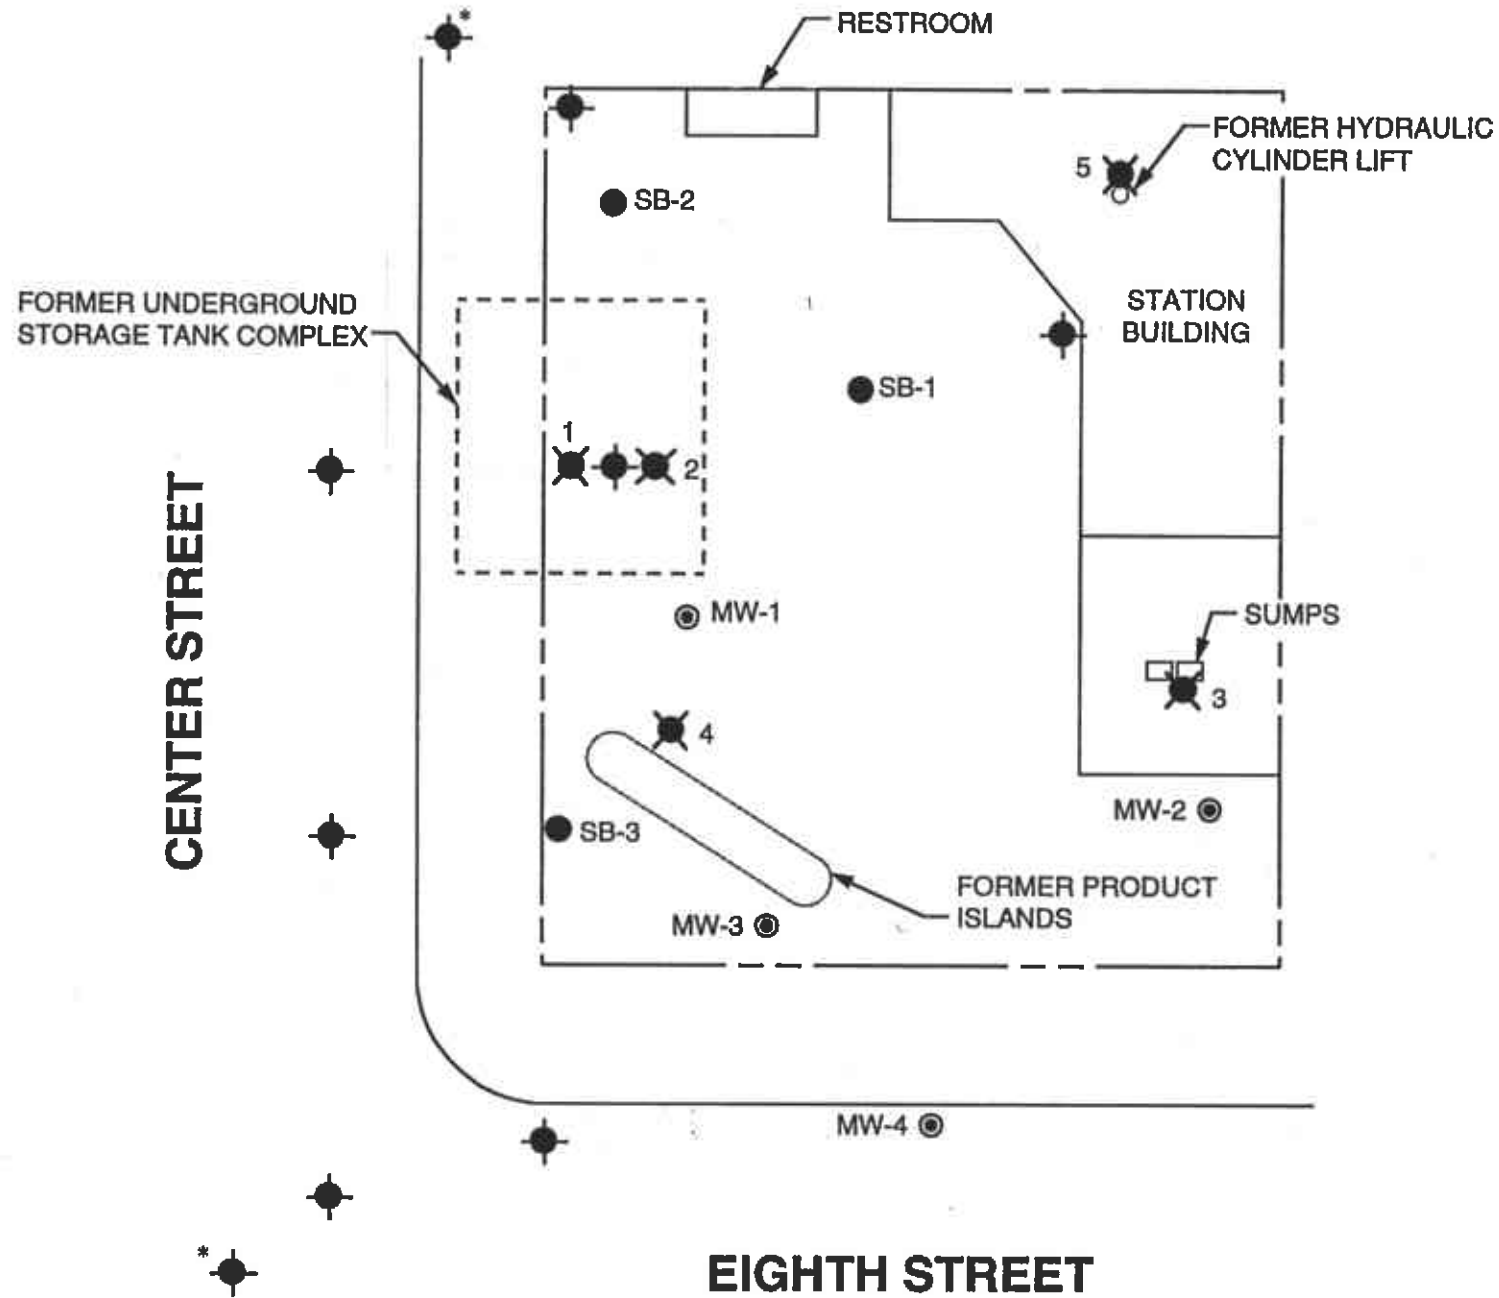 *
RESTROOM
FORMER HYDRAULIC
CYLINDER LIFT
5
SB-2
FORMER UNDERGROUND
STORAGE TANK COMPLEX
STATION
BUILDING
SB-1
1
2
CENTER STREET
MW-1
SUMPS
3
4
MW-2
SB-3
FORMER PRODUCT
ISLANDS
MW-3
MW-4
*
EIGHTH STREET